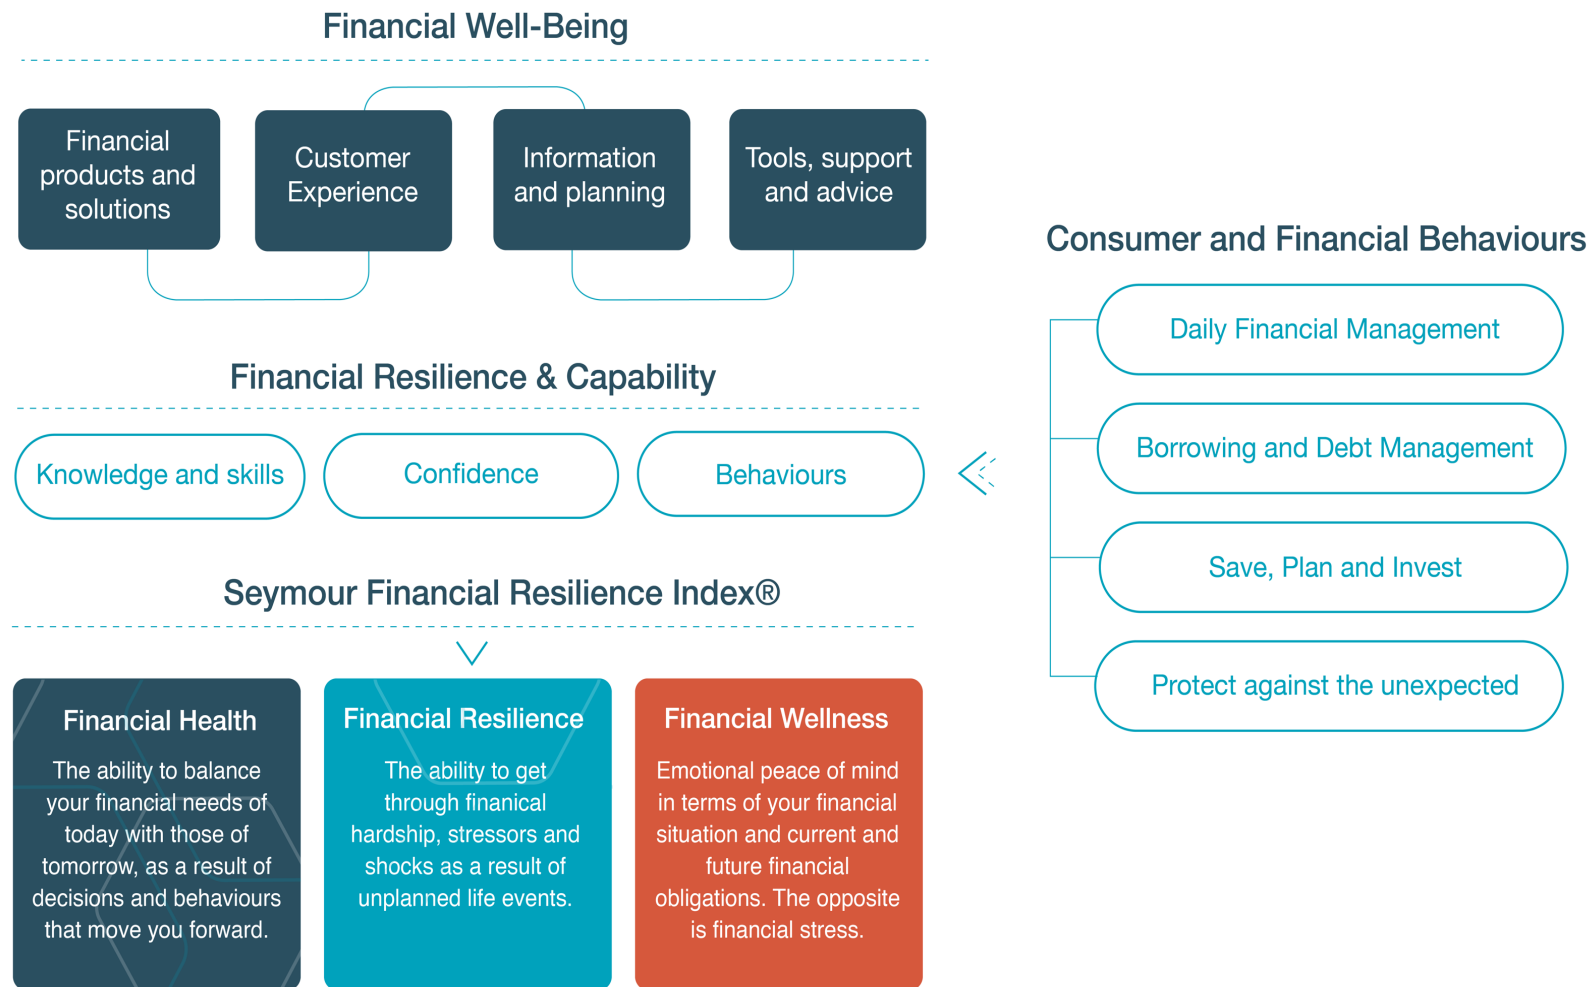 Financial Well-Being
Financial
products and
solutions
Customer
Experience
Information
and planning
Tools, support
and advice
Financial Resilience & Capability
Knowledge and skills
Confidence
Behaviours
Consumer and Financial Behaviours
Daily Financial Management
Borrowing and Debt Management
Save, Plan and Invest
Protect against the unexpected
Seymour Financial Resilience Index®
Financial Health
The ability to balance
your financial needs of
today with those of
tomorrow, as a result of
decisions and behaviours
that move you forward.
Financial Resilience
The ability to get
through finanical
hardship, stressors and
shocks as a result of
unplanned life events.
Financial Wellness
Emotional peace of mind
in terms of your financial
situation and current and
future financial
obligations. The opposite
is financial stress.